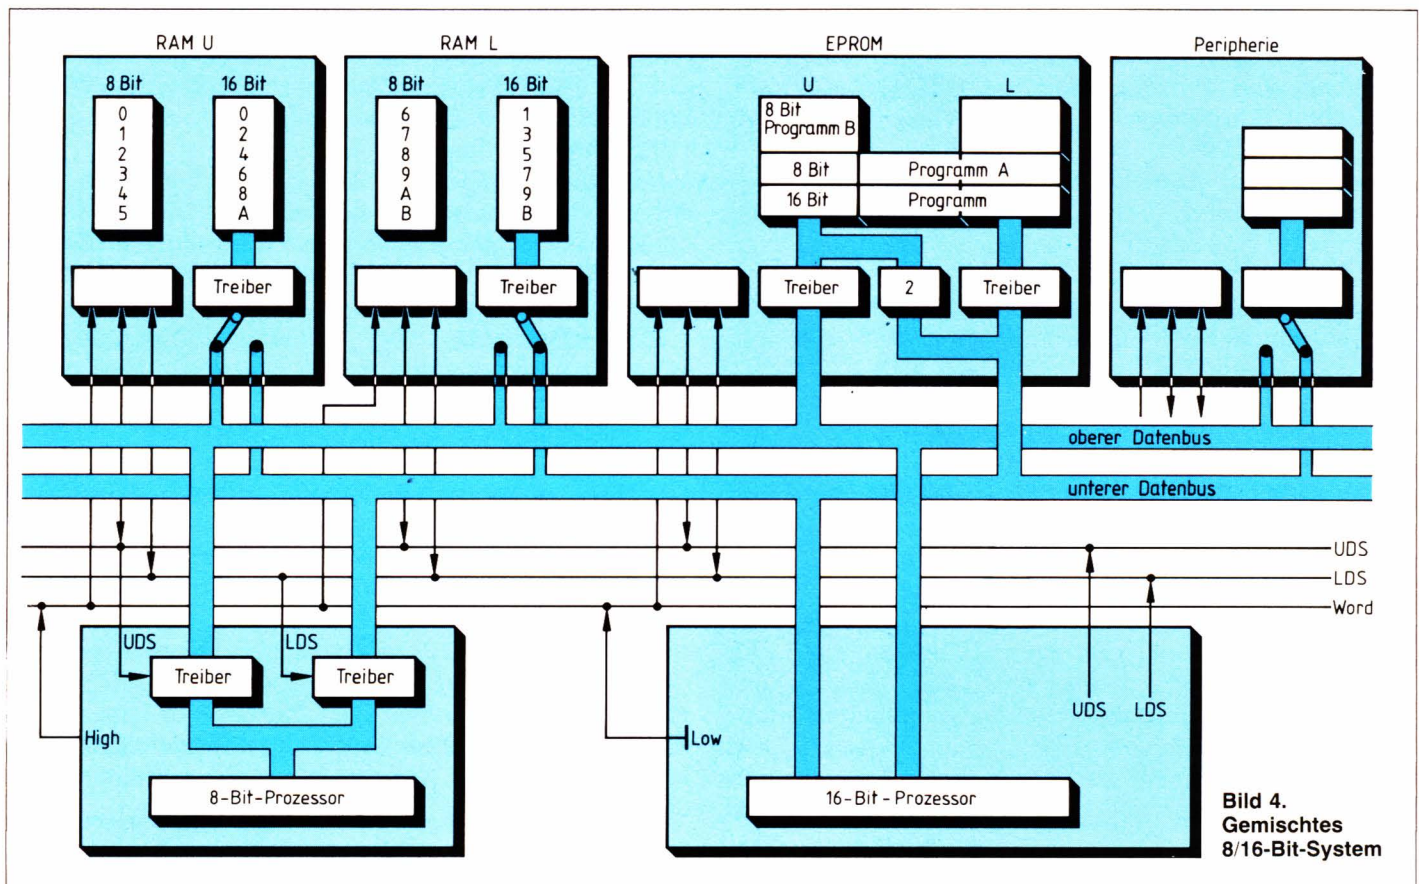 RAM U
RAM L
EPROM
Peripherie
8 Bit
16 Bit
8 Bit
16 Bit
U
L
0
1
2
3
4
5
0
2
4
6
8
A
6
7
8
9
A
B
1
3
5
7
9
B
8 Bit
Programm B
8 Bit
Programm A
16 Bit
Programm
Treiber
Treiber
Treiber
2
Treiber
oberer Datenbus
unterer Datenbus
UDS
LDS
Word
UDS
LDS
Treiber
Treiber
High
8-Bit-Prozessor
Low
UDS
LDS
16-Bit-Prozessor
Bild 4.
Gemischtes
8/16-Bit-System